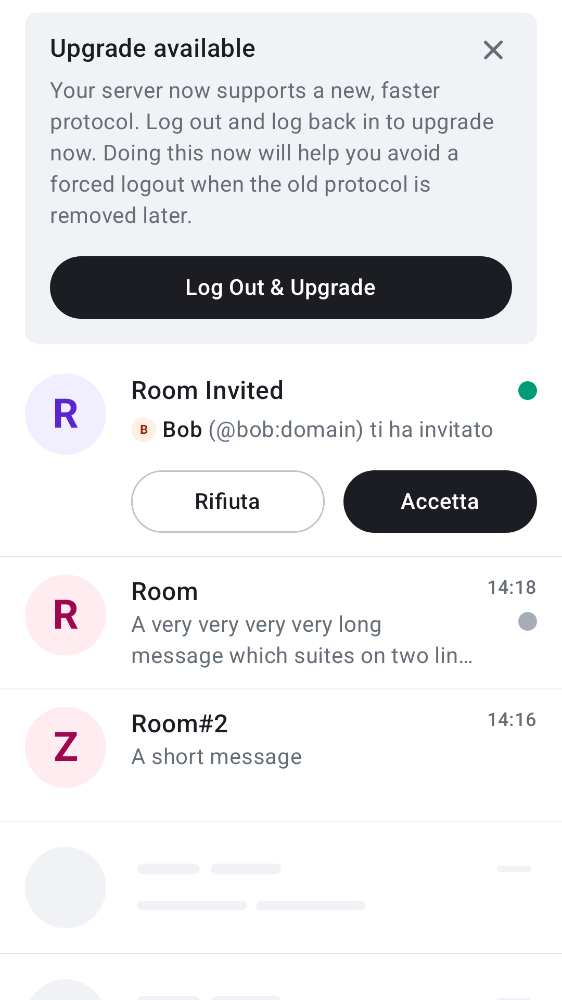 Upgrade available
Your server now supports a new, faster
protocol. Log out and log back in to upgrade
now. Doing this now will help you avoid a
forced logout when the old protocol is
removed later.
Log Out & Upgrade
R
Room Invited
B Bob (@bob:domain) ti ha invitato
Rifiuta
Accetta
R
Room
14:18
A very very very very long
message which suites on two lin…
Z
Room#2
14:16
A short message